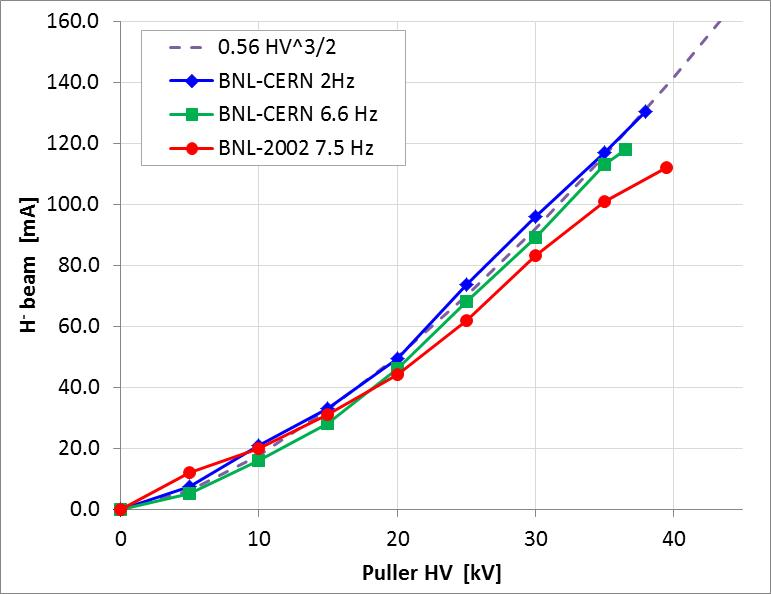 160.0
140.0
120.0
100.0
80.0
60.0
40.0
20.0
0.0
H⁻ beam [mA]
0.56 HV^3/2
BNL-CERN 2Hz
BNL-CERN 6.6 Hz
BNL-2002 7.5 Hz
0 10 20 30 40
Puller HV [kV]